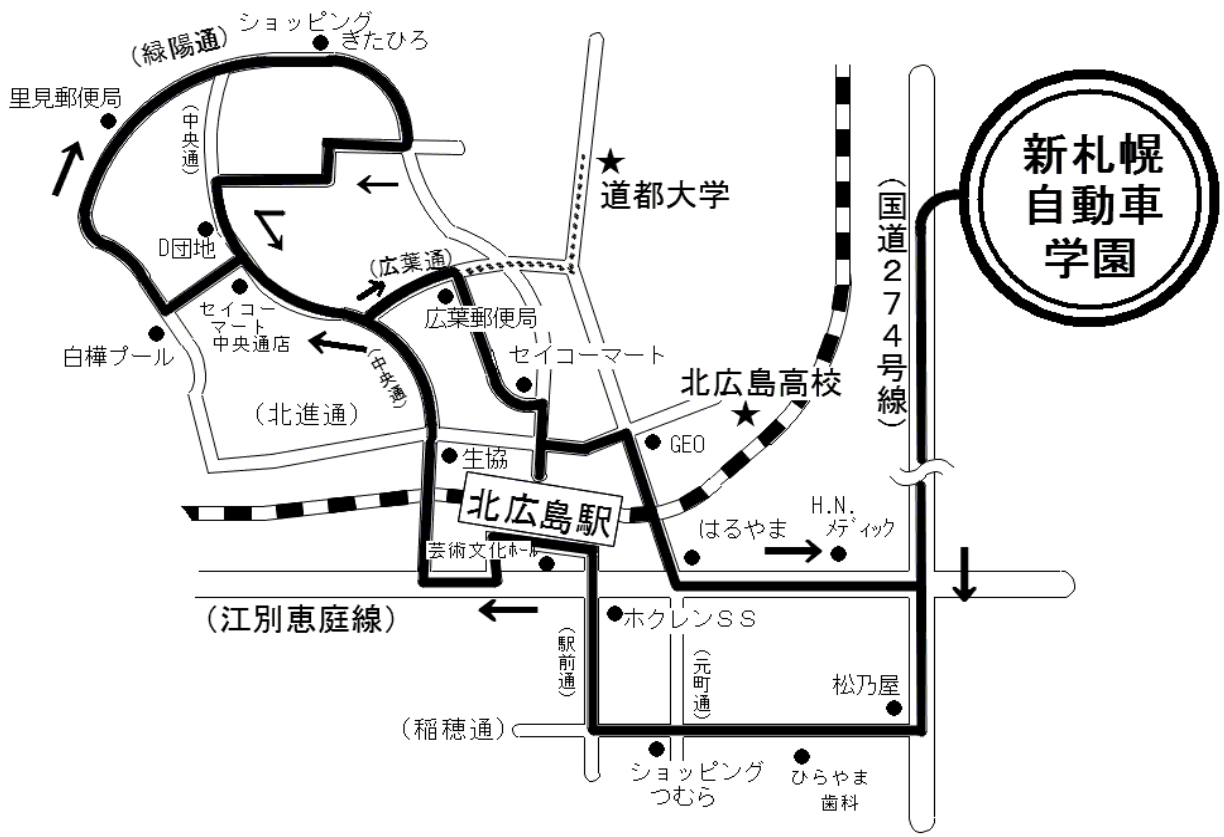 ショッピング
きたひろ
(緑陽通)
里見郵便局
(中央通)
新札幌
自動車
学園
道都大学
(国道274号線)
D団地
(広葉通)
セイコー
マート
中央通店
広葉郵便局
白樺プール
セイコーマート
(中央通)
北広島高校
(北進通)
GEO
生協
北広島駅
H.N.
メディック
はるやま
芸術文化ホール
(江別恵庭線)
ホクレンSS
(駅前通)
(元町通)
松乃屋
(稲穂通)
ショッピング
つむら
ひらやま
歯科